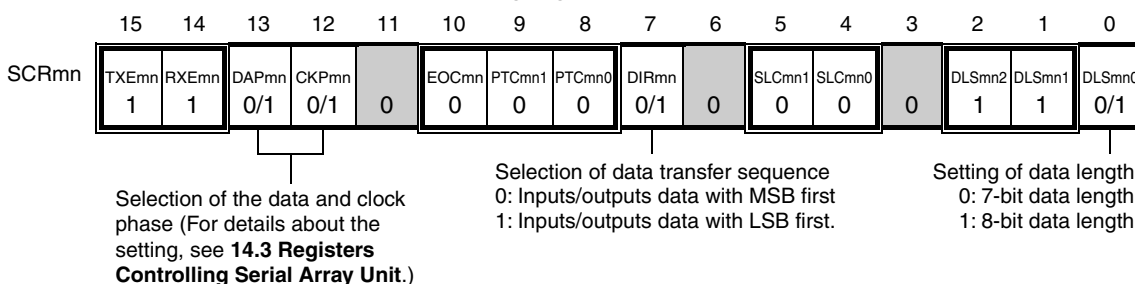 15 14 13 12 11 10 9 8 7 6 5 4 3 2 1 0
SCRmn
TXEmn RXEmn DAPmn CKPmn EOCmn PTCmn1 PTCmn0 DIRmn SLCmn1 SLCmn0 DLSmn2 DLSmn1 DLSmn0
1 1 0/1 0/1 0 0 0 0 0/1 0 0 0 0 1 1 0/1
Selection of the data and clock
phase (For details about the
setting, see 14.3 Registers
Controlling Serial Array Unit.)
Selection of data transfer sequence
0: Inputs/outputs data with MSB first
1: Inputs/outputs data with LSB first.
Setting of data length
0: 7-bit data length
1: 8-bit data length